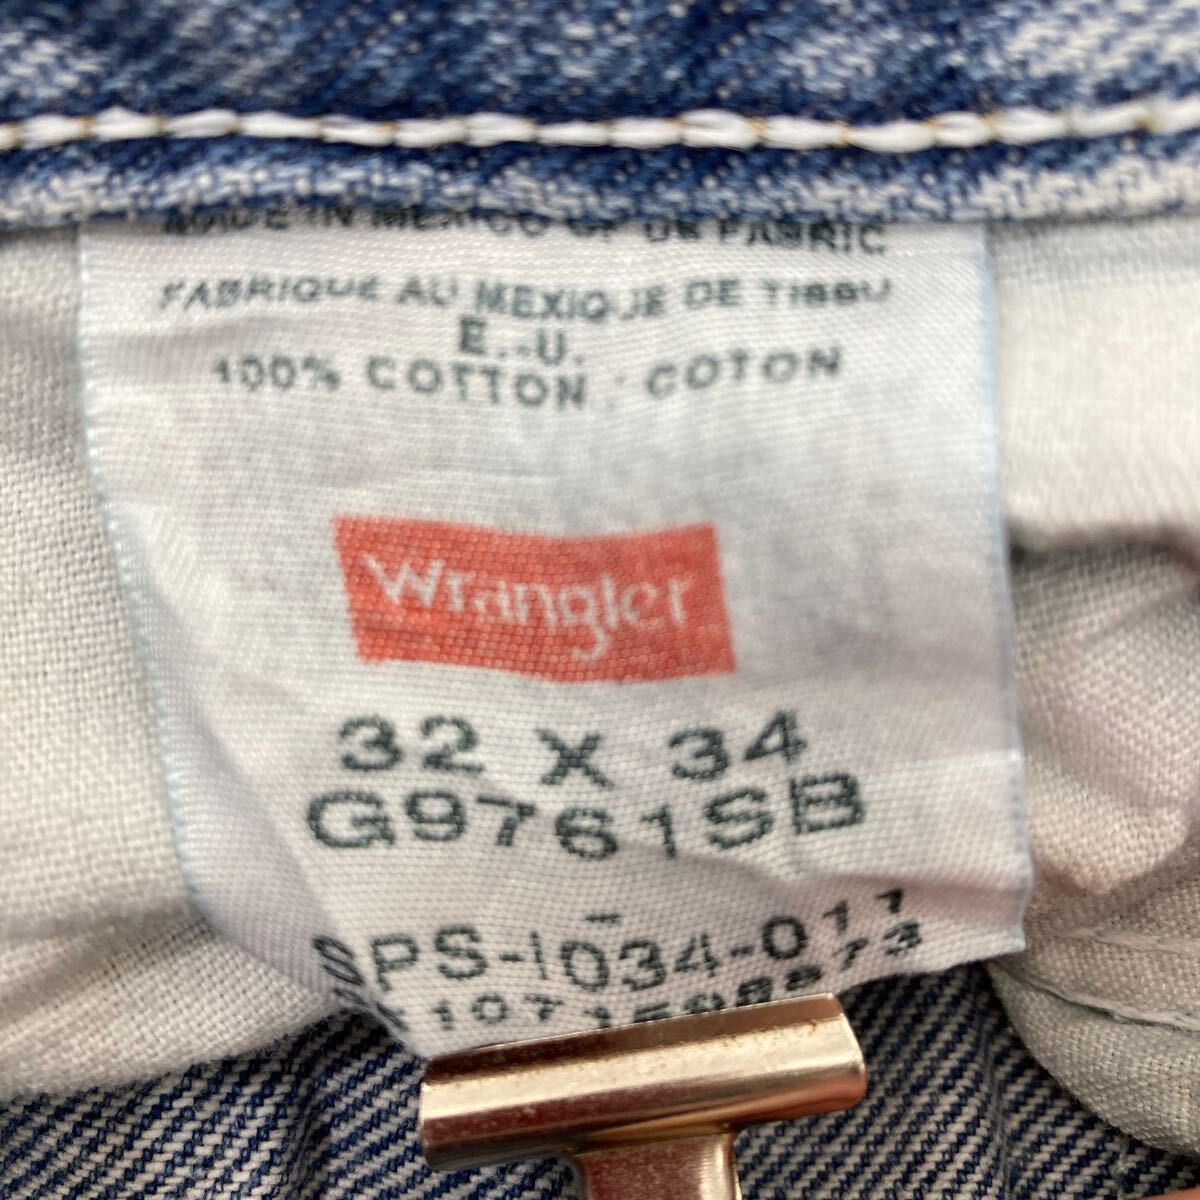 MADE IN MEXICO OF US FABRIC
FABRIQUE AU MEXIQUE DE TISSU
E.-U.
100% COTTON : COTON
Wrangler
32 X 34
G9761SB
SPS-1034-011